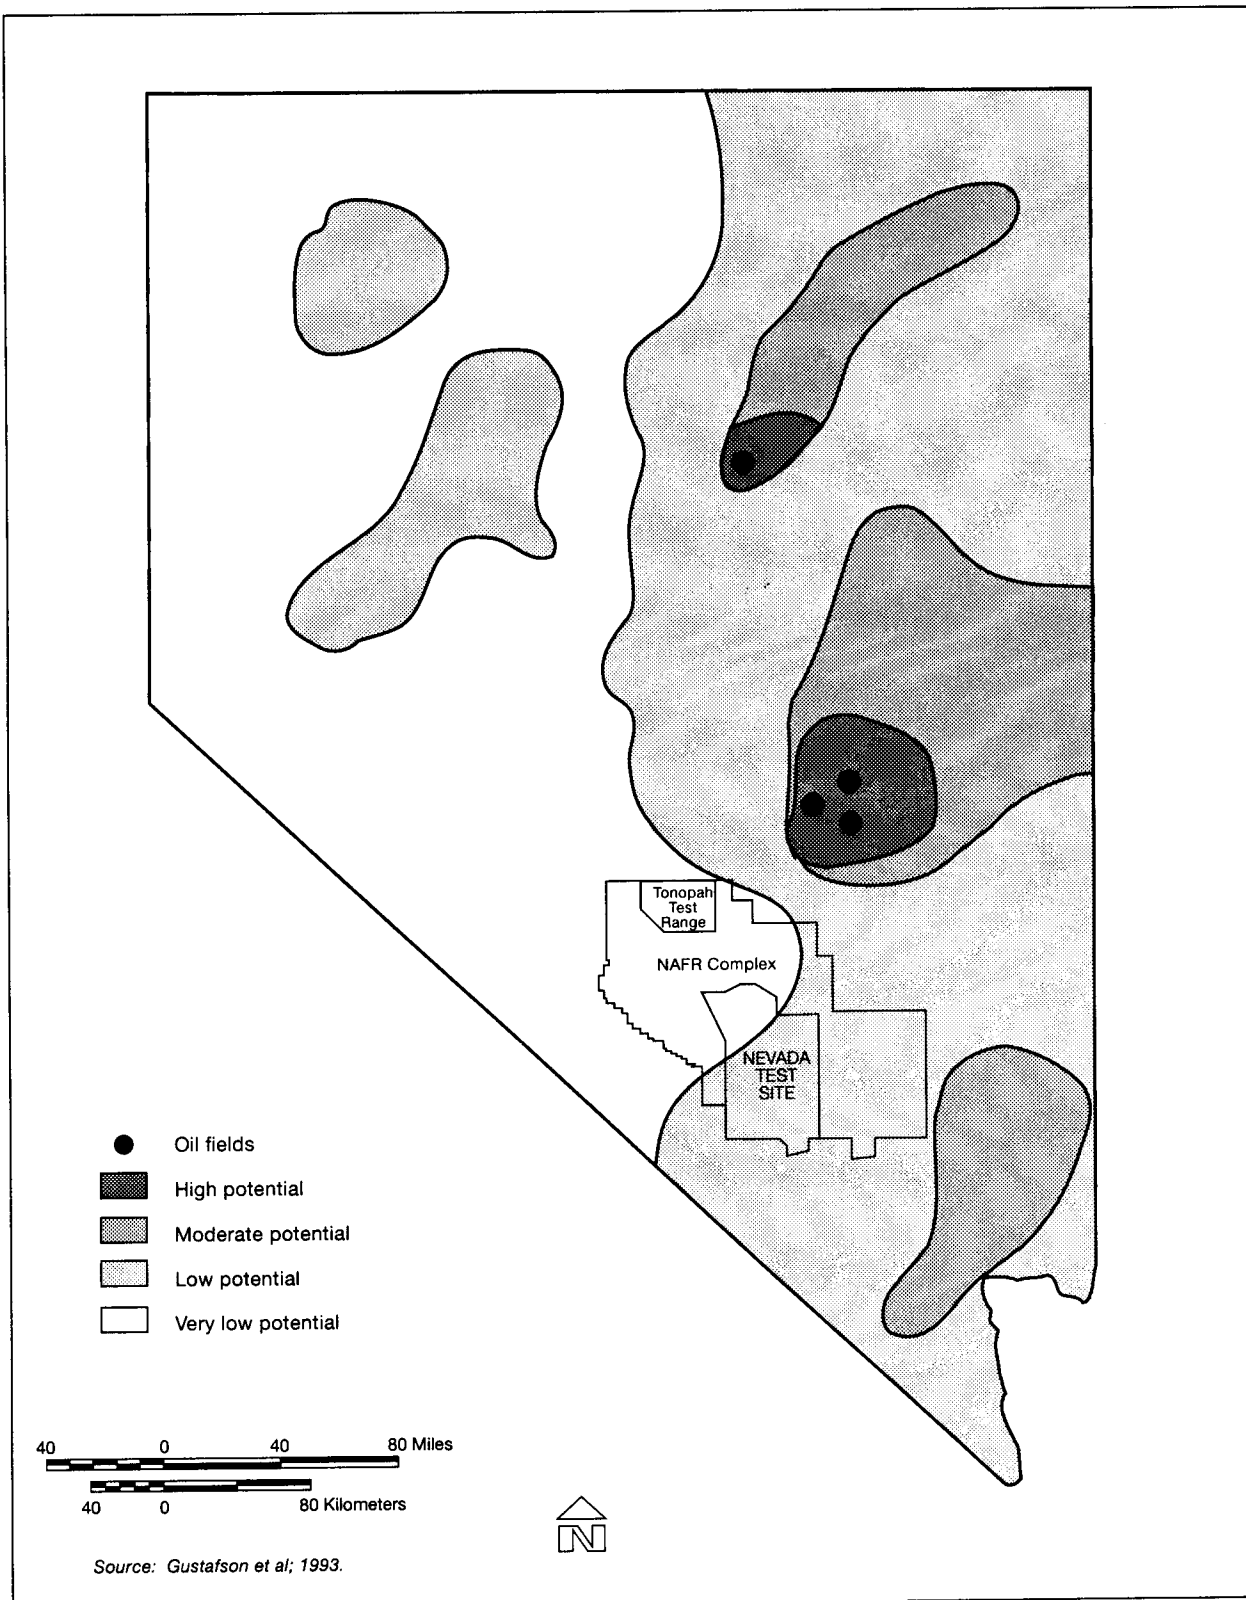 Tonopah
Test
Range
NAFR Complex
NEVADA
TEST
SITE
Oil fields
High potential
Moderate potential
Low potential
Very low potential
40 0 40 80 Miles
40 0 80 Kilometers
N
Source: Gustafson et al; 1993.